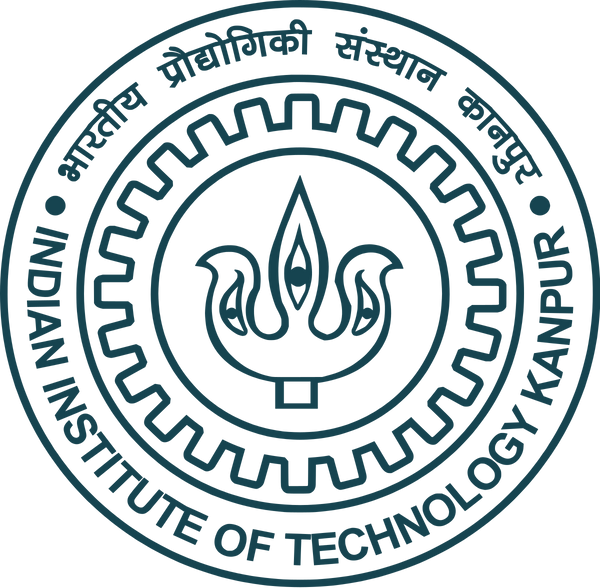 भारतीय प्रौद्योगिकी संस्थान कानपुर
INDIAN INSTITUTE OF TECHNOLOGY KANPUR